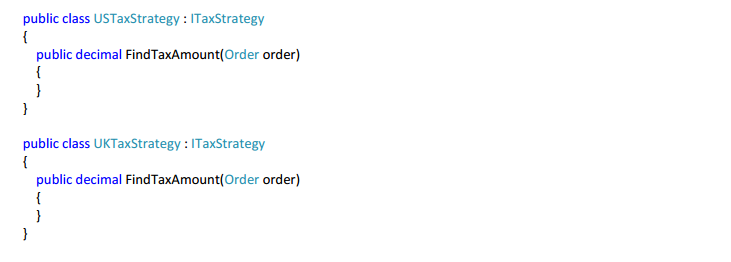 public class USTaxStrategy : ITaxStrategy
{
public decimal FindTaxAmount(Order order)
{
}
}
public class UKTaxStrategy : ITaxStrategy
{
public decimal FindTaxAmount(Order order)
{
}
}